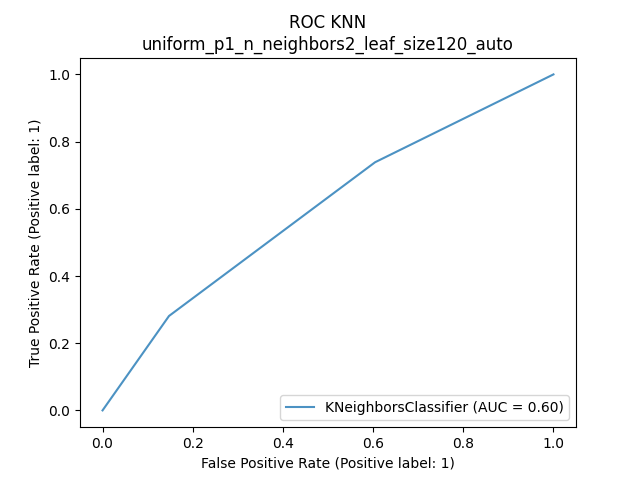 ROC KNN
uniform_p1_n_neighbors2_leaf_size120_auto
1.0
0.8
0.6
0.4
0.2
0.0
True Positive Rate (Positive label: 1)
KNeighborsClassifier (AUC = 0.60)
0.0 0.2 0.4 0.6 0.8 1.0
False Positive Rate (Positive label: 1)